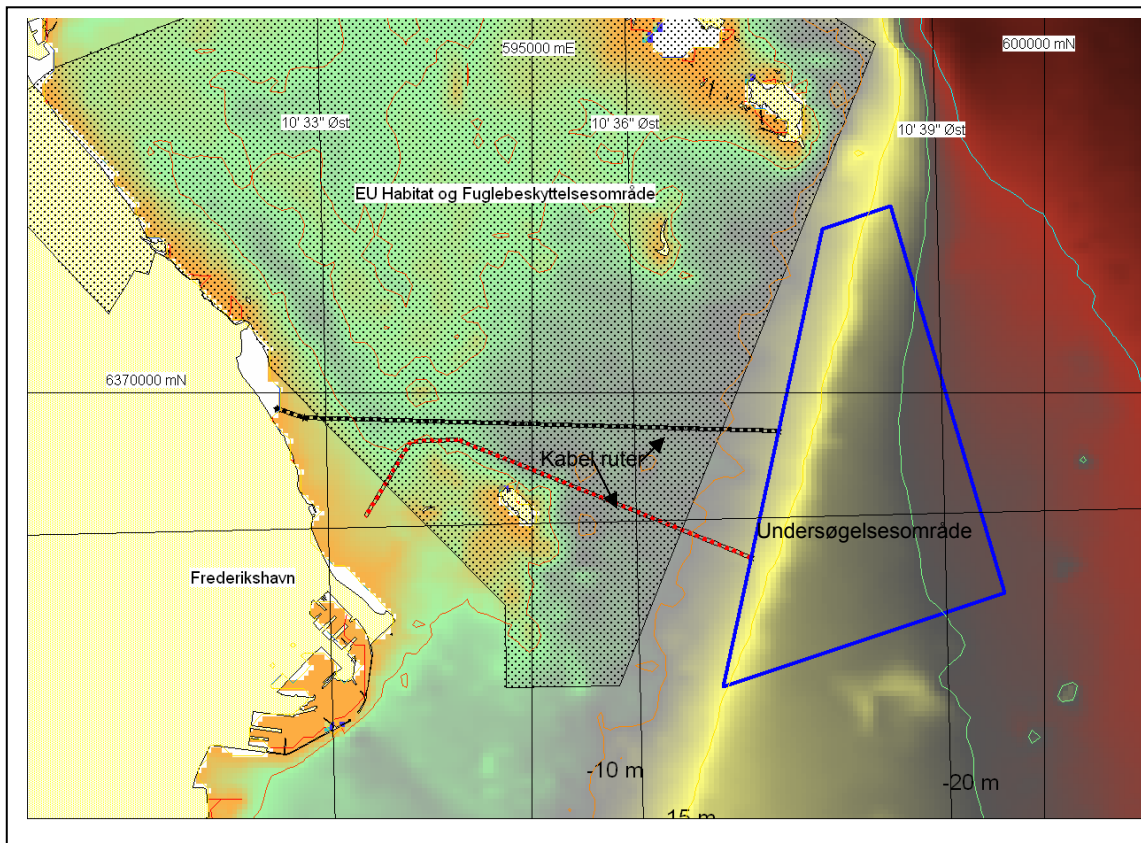 595000 mE
600000 mN
10' 33'' Øst
10' 36'' Øst
10' 39'' Øst
EU Habitat og Fuglebeskyttelsesområde
6370000 mN
Kabel ruter
Undersøgelsesområde
Frederikshavn
-10 m
-20 m
15 m